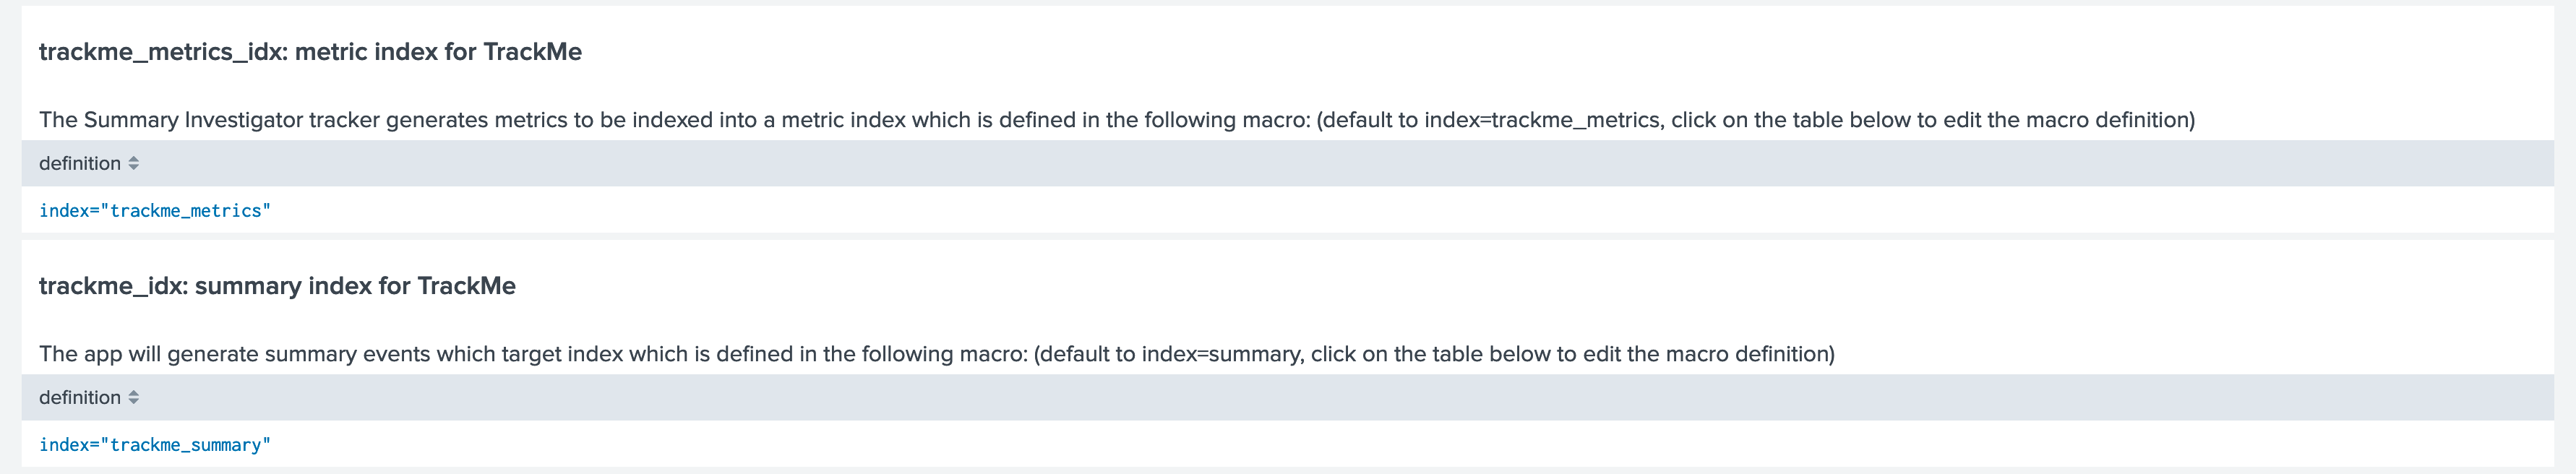 trackme_metrics_idx: metric index for TrackMe
The Summary Investigator tracker generates metrics to be indexed into a metric index which is defined in the following macro: (default to index=trackme_metrics, click on the table below to edit the macro definition)
definition
index="trackme_metrics"
trackme_idx: summary index for TrackMe
The app will generate summary events which target index which is defined in the following macro: (default to index=summary, click on the table below to edit the macro definition)
definition
index="trackme_summary"